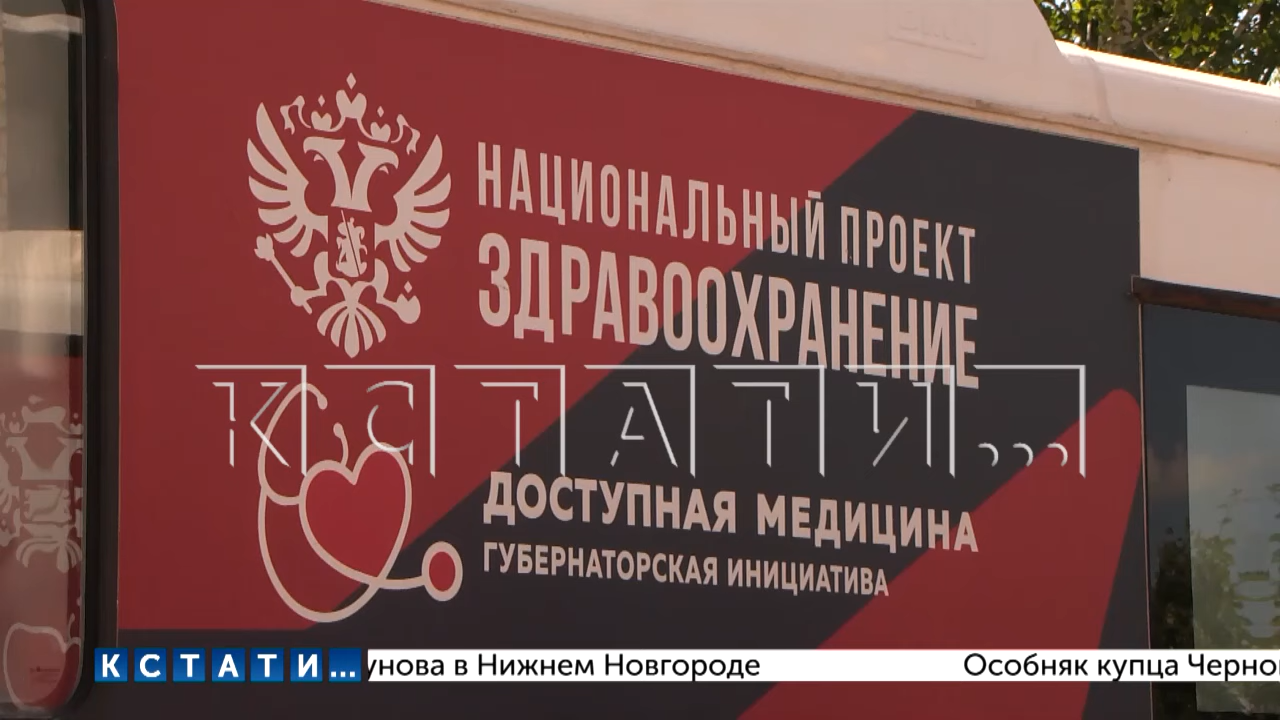 НАЦИОНАЛЬНЫЙ ПРОЕКТ
ЗДРАВООХРАНЕНИЕ
КСТАТИ...
ДОСТУПНАЯ МЕДИЦИНА
ГУБЕРНАТОРСКАЯ ИНИЦИАТИВА
КСТАТИ... унова в Нижнем Новгороде Особняк купца Черно